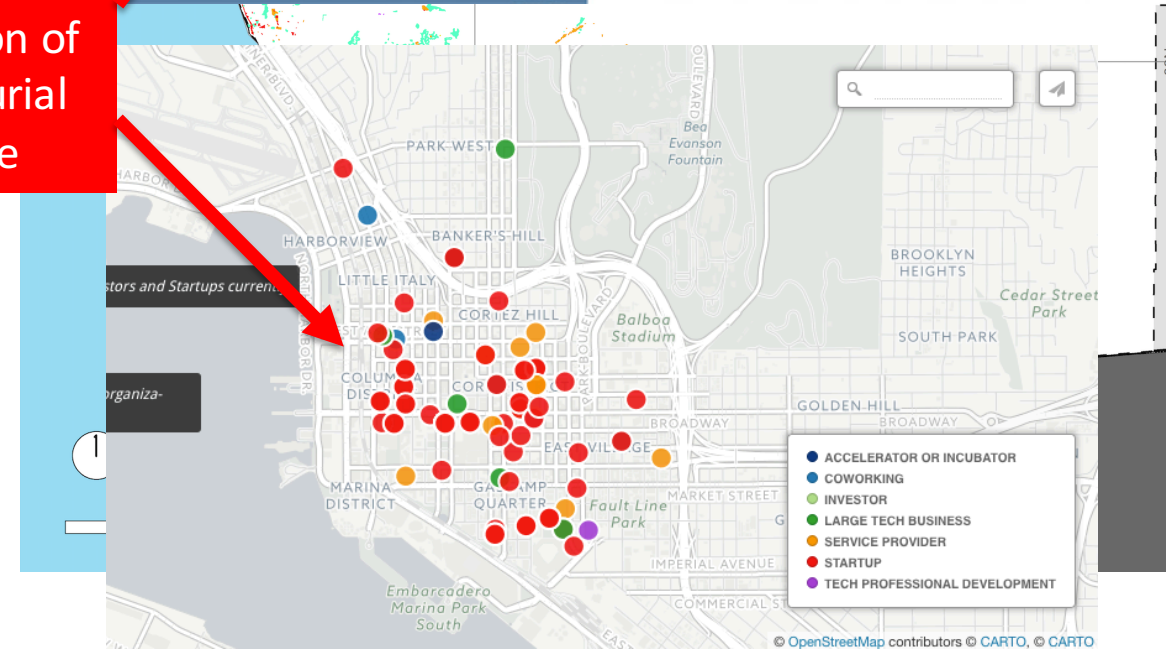 on of
urial
e
PARK WEST
Bea
Evanson
Fountain
HARBOR
HARBORVIEW
BANKER'S HILL
BROOKLYN
HEIGHTS
stors and Startups currently
LITTLE ITALY
Cedar Street
Park
CORTEZ HILL
Balboa
Stadium
PARK BOULEVARD
SOUTH PARK
COLUMBIA
organiza-
GOLDEN HILL
BROADWAY
BROADWAY
EAST VILLAGE
1
MARINA
DISTRICT
GASLAMP
QUARTER
MARKET STREET
Fault Line
Park
ACCELERATOR OR INCUBATOR
COWORKING
INVESTOR
LARGE TECH BUSINESS
SERVICE PROVIDER
STARTUP
TECH PROFESSIONAL DEVELOPMENT
IMPERIAL AVENUE
Embarcadero
Marina Park
South
COMMERCIAL ST
© OpenStreetMap contributors © CARTO, © CARTO